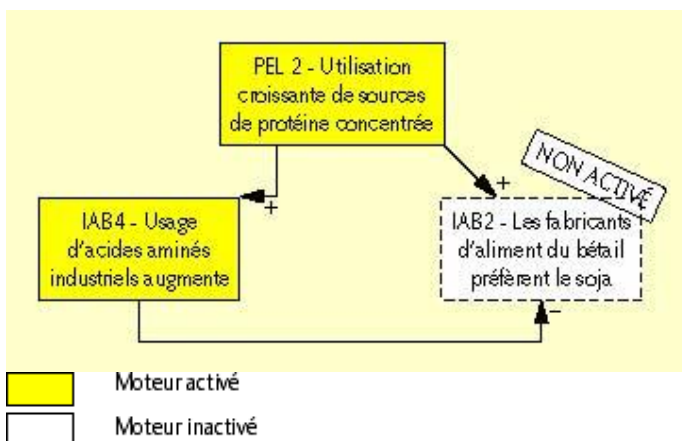 PEL 2 - Utilisation
croissante de sources
de protéine concentrée
NON ACTIVÉ
+
+
IAB4 - Usage
d'acides aminés
industriels augmente
IAB2 - Les fabricants
d'aliment du bétail
préfèrent le soja
-
Moteur activé
Moteur inactivé